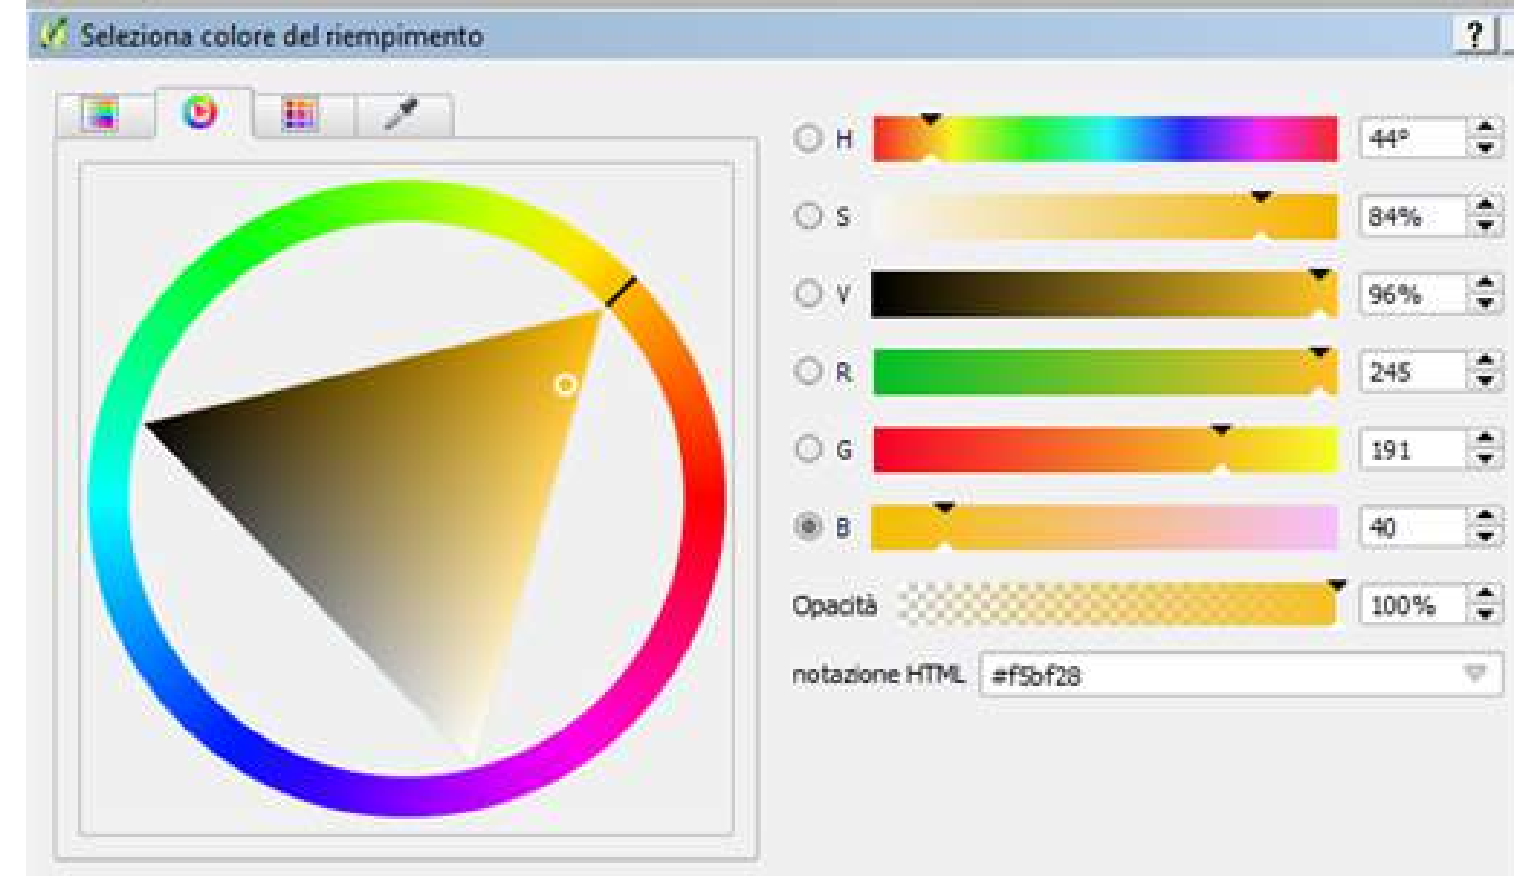 Seleziona colore del riempimento ?
H 44°
S 84%
V 96%
R 245
G 191
B 40
Opacità 100%
notazione HTML #f5bf28